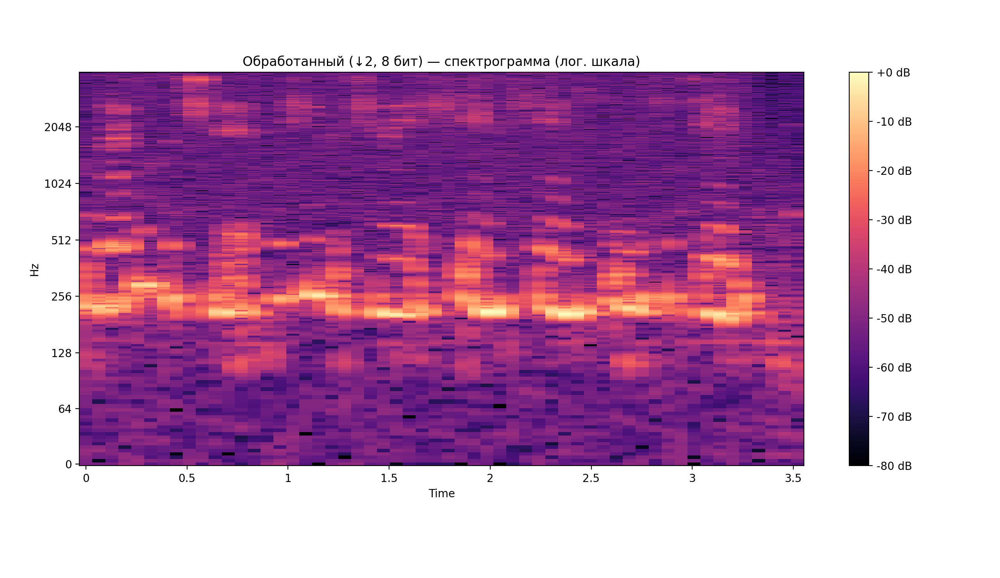 Обработанный (↓2, 8 бит) — спектрограмма (лог. шкала)
Hz
2048
1024
512
256
128
64
0
0
0.5
1
1.5
2
2.5
3
3.5
Time
+0 dB
-10 dB
-20 dB
-30 dB
-40 dB
-50 dB
-60 dB
-70 dB
-80 dB